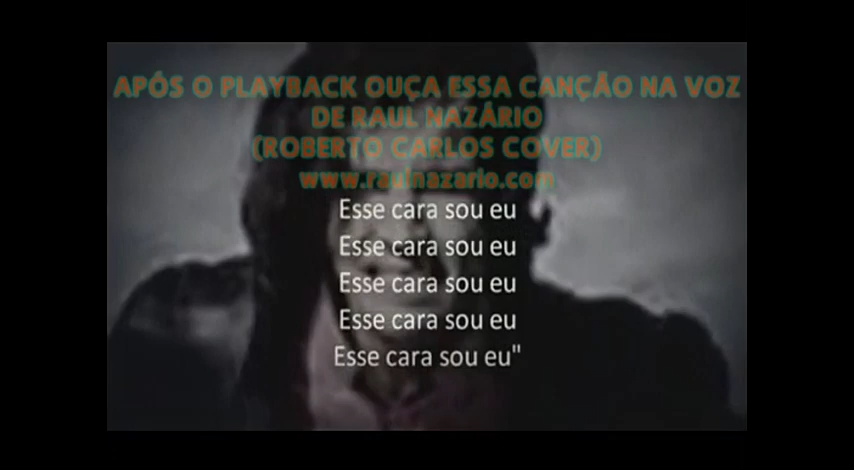 APÓS O PLAYBACK OUÇA ESSA CANÇÃO NA VOZ
DE RAUL NAZÁRIO
(ROBERTO CARLOS COVER)
www.raulnazario.com
Esse cara sou eu
Esse cara sou eu
Esse cara sou eu
Esse cara sou eu
Esse cara sou eu"